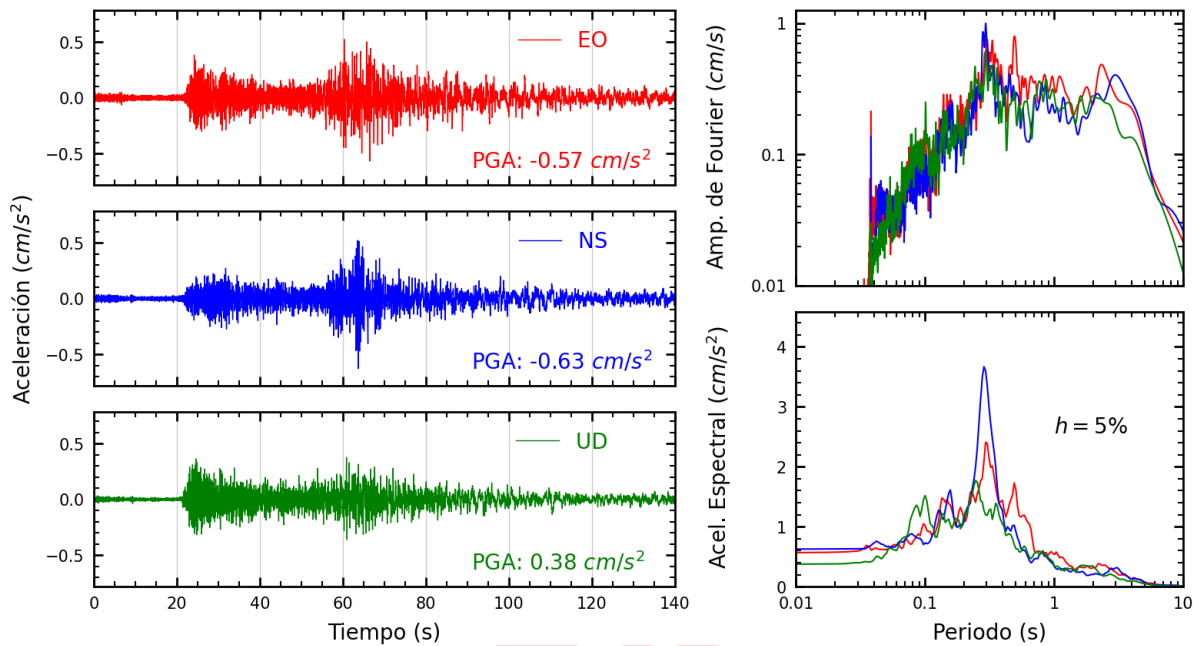 Aceleración (cm/s²)
0.5
0.0
−0.5
EO
PGA: -0.57 cm/s²
0.5
0.0
−0.5
NS
PGA: -0.63 cm/s²
0.5
0.0
−0.5
UD
PGA: 0.38 cm/s²
0 20 40 60 80 100 120 140
Tiempo (s)
Amp. de Fourier (cm/s)
1
0.1
0.01
Acel. Espectral (cm/s²)
4
3
2
1
0
h = 5%
0.01 0.1 1 10
Periodo (s)